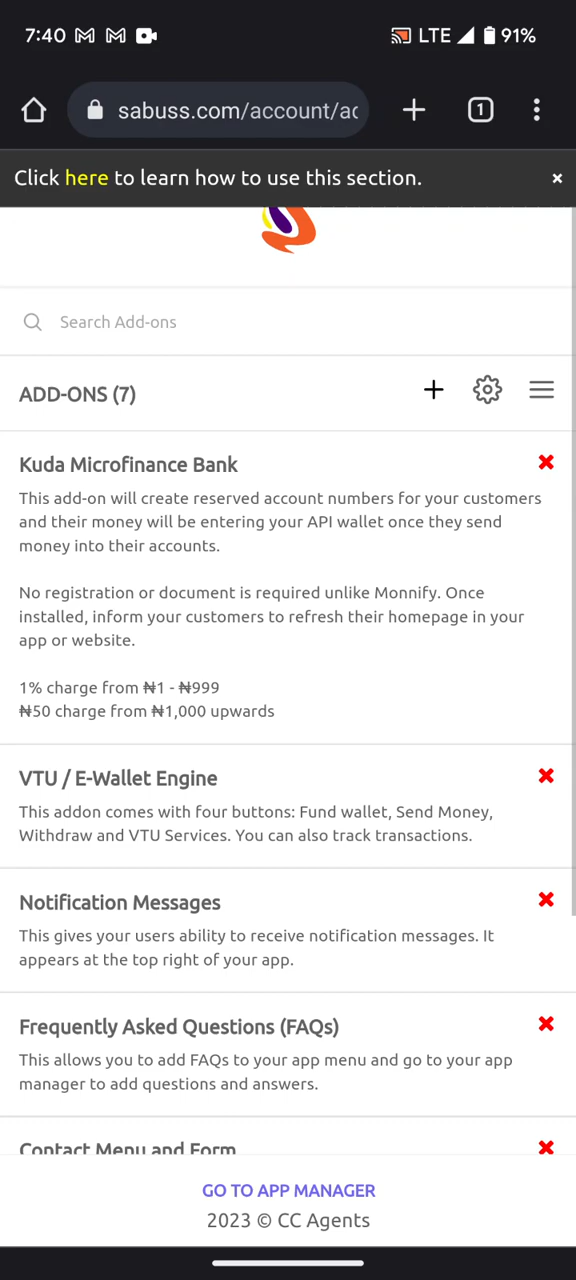 7:40
LTE 91%
sabuss.com/account/ac
1
Click here to learn how to use this section.
×
Search Add-ons
ADD-ONS (7)
Kuda Microfinance Bank
This add-on will create reserved account numbers for your customers
and their money will be entering your API wallet once they send
money into their accounts.
No registration or document is required unlike Monnify. Once
installed, inform your customers to refresh their homepage in your
app or website.
1% charge from ₦1 - ₦999
₦50 charge from ₦1,000 upwards
VTU / E-Wallet Engine
This addon comes with four buttons: Fund wallet, Send Money,
Withdraw and VTU Services. You can also track transactions.
Notification Messages
This gives your users ability to receive notification messages. It
appears at the top right of your app.
Frequently Asked Questions (FAQs)
This allows you to add FAQs to your app menu and go to your app
manager to add questions and answers.
Contact Menu and Form
GO TO APP MANAGER
2023 © CC Agents